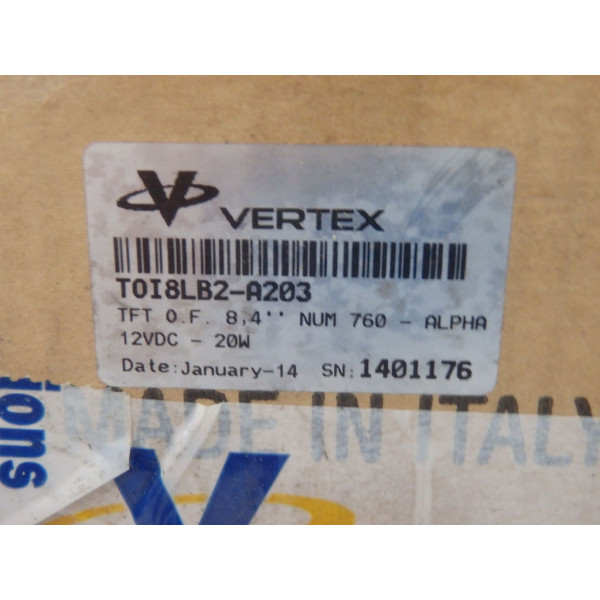 VERTEX
TOI8LB2-A203
TFT O.F. 8,4'' NUM 760 - ALPHA
12VDC - 20W
Date:January-14 SN:1401176
MADE IN ITALY
ons